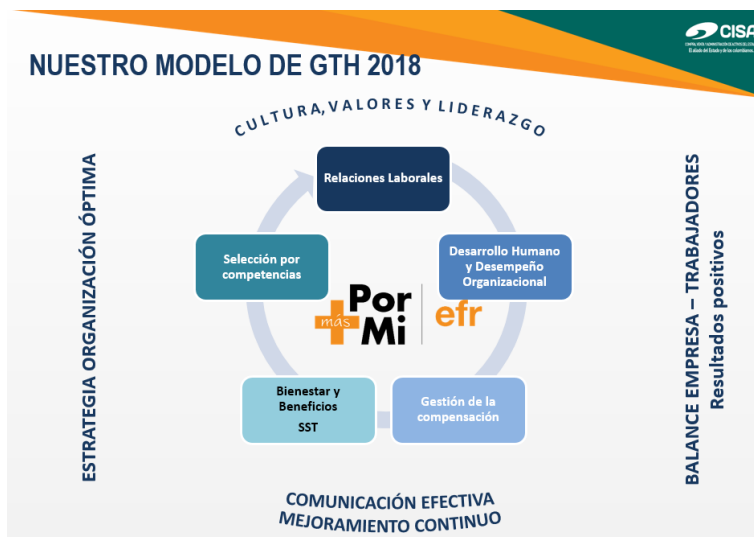 NUESTRO MODELO DE GTH 2018
CISA
CULTURA, VALORES Y LIDERAZGO
ESTRATEGIA ORGANIZACIÓN ÓPTIMA
Relaciones Laborales
Selección por
competencias
Desarrollo Humano
y Desempeño
Organizacional
Por
más
Mi
efr
Bienestar y
Beneficios
SST
Gestión de la
compensación
BALANCE EMPRESA – TRABAJADORES
Resultados positivos
COMUNICACIÓN EFECTIVA
MEJORAMIENTO CONTINUO